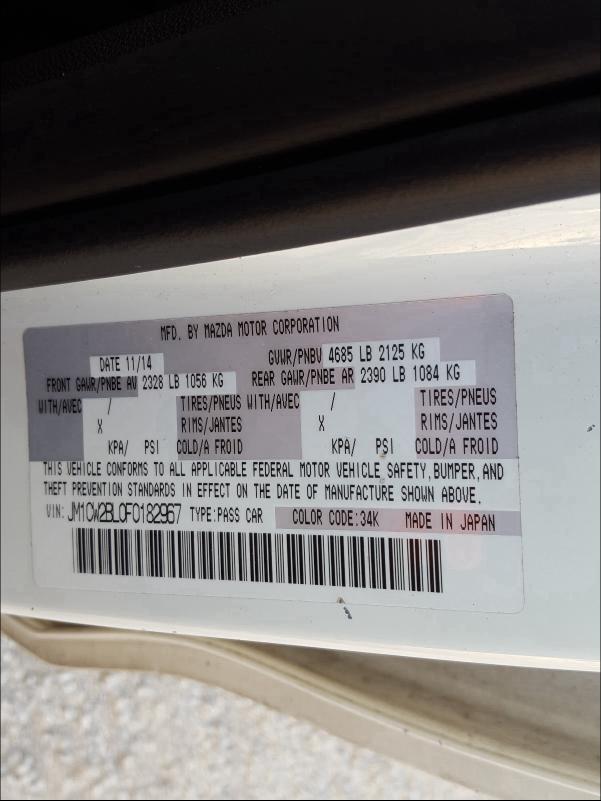 MFD. BY MAZDA MOTOR CORPORATION
DATE 11/14 GVWR/PNBV 4685 LB 2125 KG
FRONT GAWR/PNBE AV 2328 LB 1056 KG REAR GAWR/PNBE AR 2390 LB 1084 KG
WITH/AVEC / TIRES/PNEUS WITH/AVEC / TIRES/PNEUS
X RIMS/JANTES X RIMS/JANTES
KPA/ PSI COLD/A FROID KPA/ PSI COLD/A FROID
THIS VEHICLE CONFORMS TO ALL APPLICABLE FEDERAL MOTOR VEHICLE SAFETY,BUMPER,AND
THEFT PREVENTION STANDARDS IN EFFECT ON THE DATE OF MANUFACTURE SHOWN ABOVE.
VIN: JM1CW2BL0F0182967 TYPE:PASS CAR COLOR CODE:34K MADE IN JAPAN